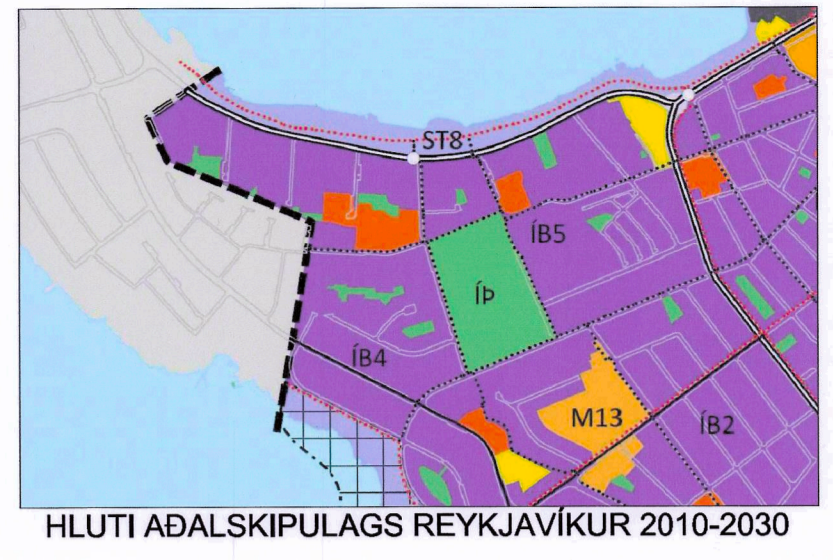 ST8
ÍB5
ÍÞ
ÍB4
M13
ÍB2
HLUTI AÐALSKIPULAGS REYKJAVÍKUR 2010-2030